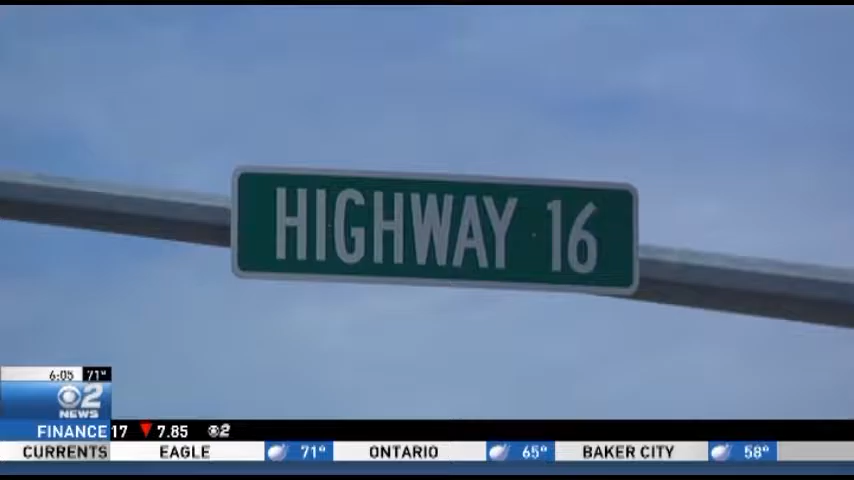 HIGHWAY 16
6:05 71°
2
NEWS
FINANCE 17 7.85 2
CURRENTS EAGLE 71° ONTARIO 65° BAKER CITY 58°